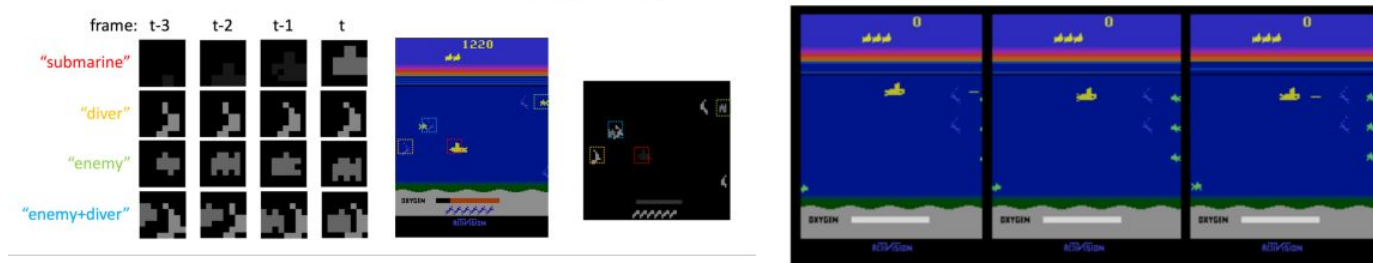 frame: t-3 t-2 t-1 t
"submarine"
"diver"
"enemy"
"enemy+diver"
1220
OXYGEN
ACTIVISION
0
OXYGEN
ACTIVISION
0
OXYGEN
ACTIVISION
0
OXYGEN
ACTIVISION